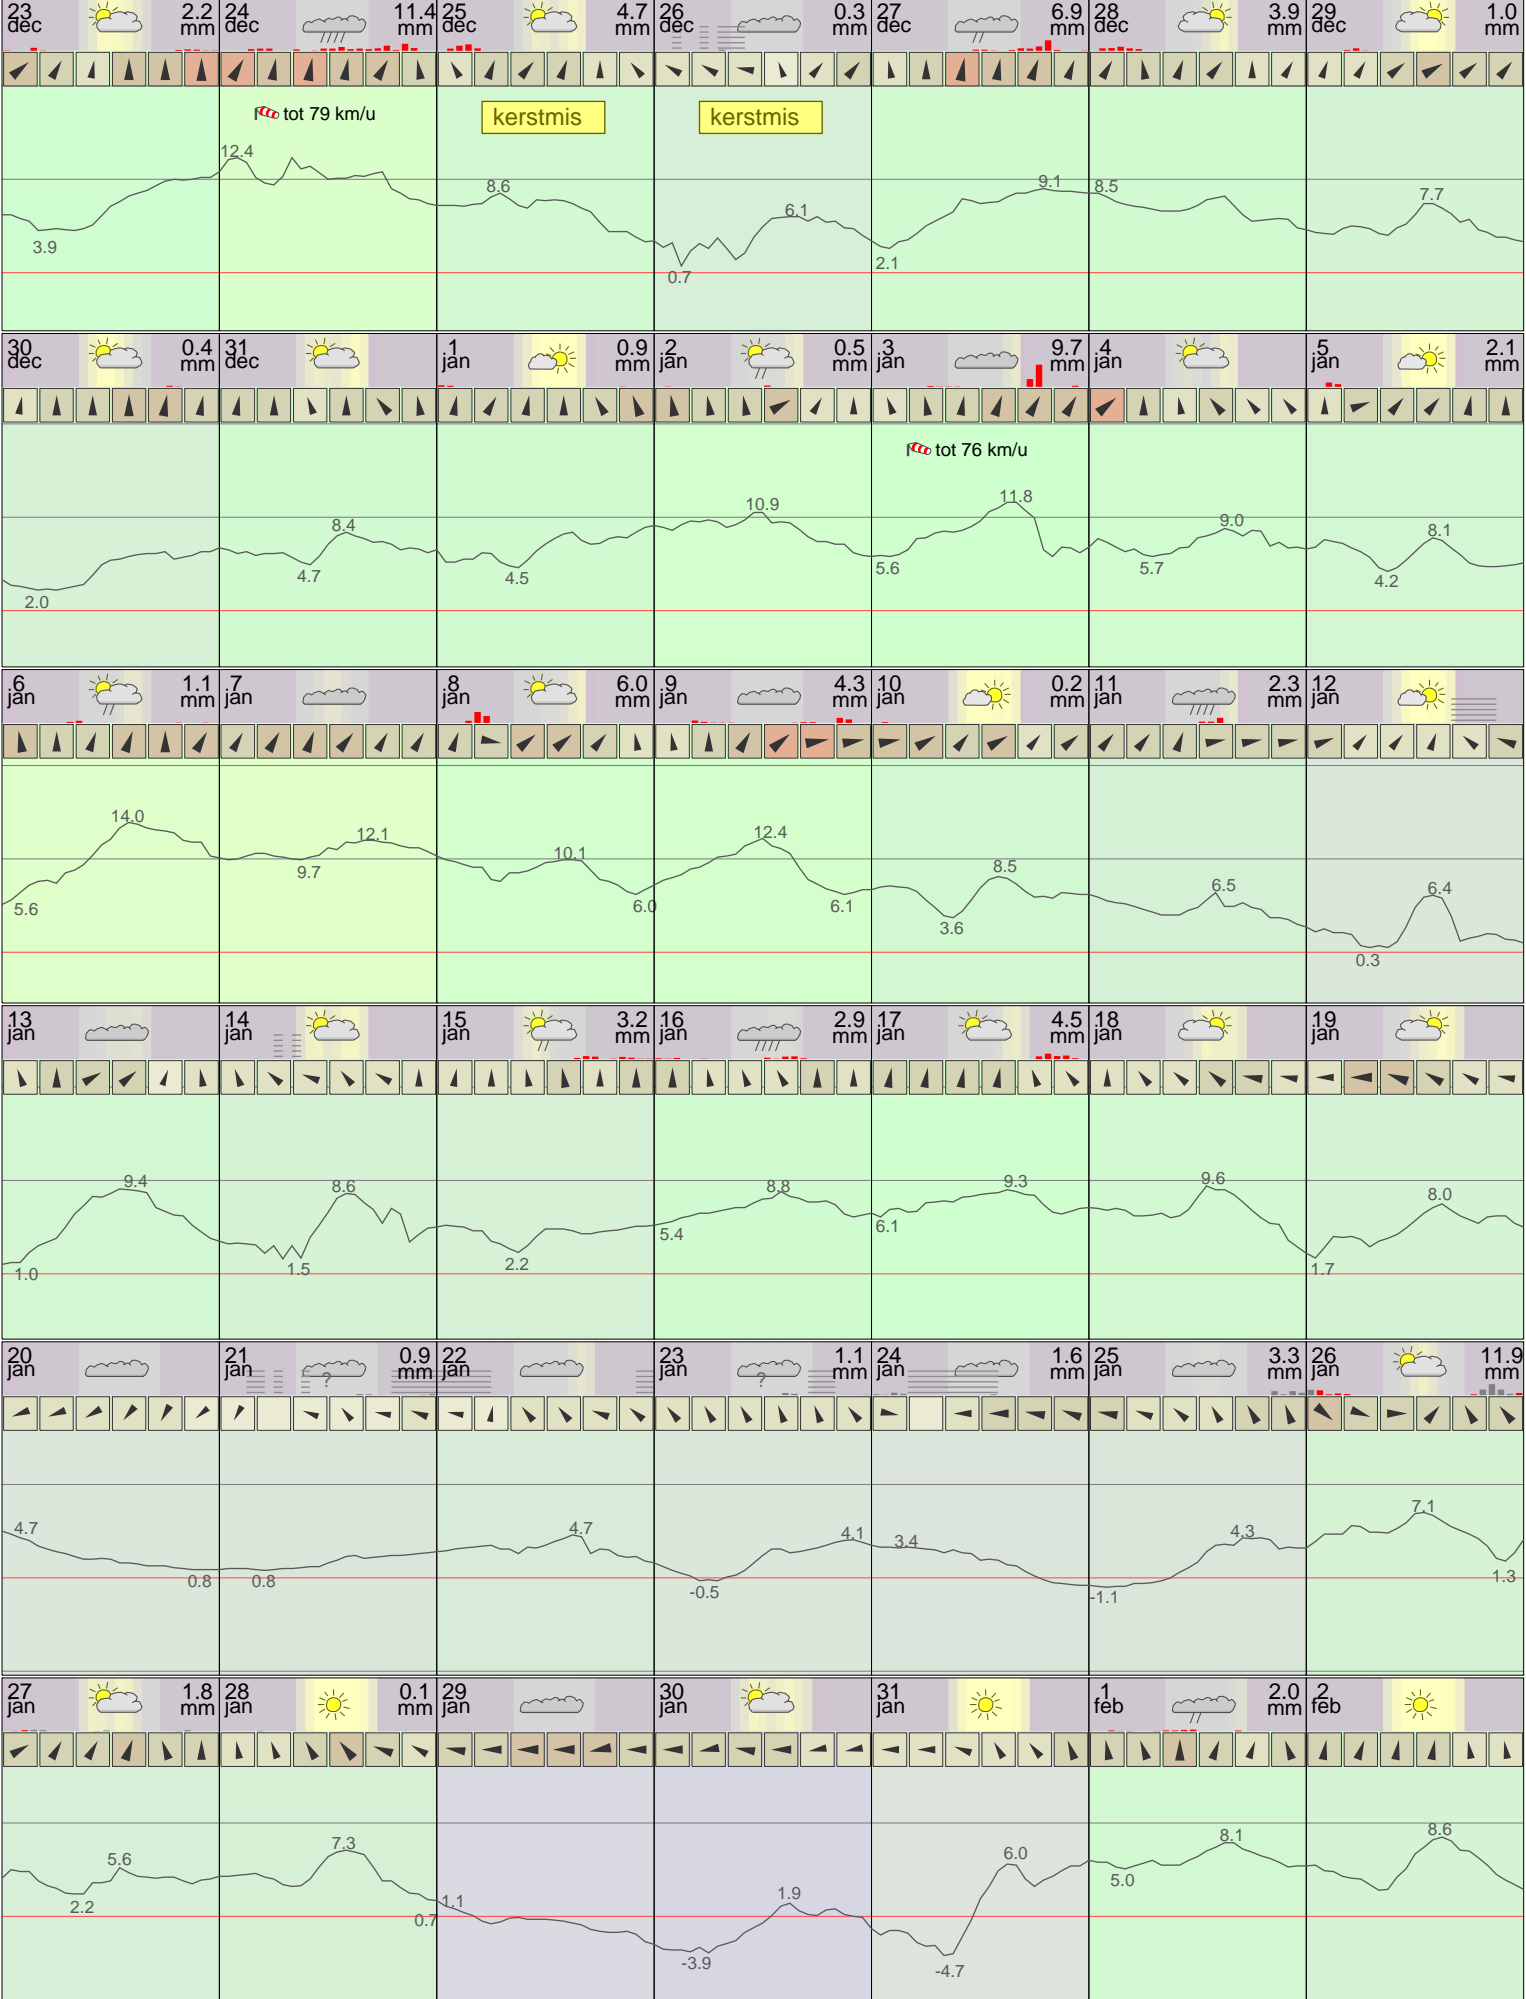 23 dec 2.2 mm 24 dec 11.4 mm 25 dec 4.7 mm 26 dec 0.3 mm 27 dec 6.9 mm 28 dec 3.9 mm 29 dec 1.0 mm
tot 79 km/u kerstmis kerstmis
12.4
8.6 9.1 8.5 7.7
6.1
3.9 2.1
0.7
30 dec 0.4 mm 31 dec 1 jan 0.9 mm 2 jan 0.5 mm 3 jan 9.7 mm 4 jan 5 jan 2.1 mm
tot 76 km/u
8.4 10.9 11.8 9.0 8.1
2.0 4.7 4.5 5.6 5.7 4.2
6 jan 1.1 mm 7 jan 8 jan 6.0 mm 9 jan 4.3 mm 10 jan 0.2 mm 11 jan 2.3 mm 12 jan
14.0 12.1 10.1 12.4 8.5 6.5 6.4
5.6 9.7 6.0 6.1 3.6 0.3
13 jan 14 jan 15 jan 3.2 mm 16 jan 2.9 mm 17 jan 4.5 mm 18 jan 19 jan
9.4 8.6 8.8 9.3 9.6 8.0
1.0 1.5 2.2 5.4 6.1 1.7
20 jan 21 jan ? 0.9 mm 22 jan 23 jan ? 1.1 mm 24 jan 1.6 mm 25 jan 3.3 mm 26 jan 11.9 mm
4.7 4.7 4.1 3.4 4.3 7.1
0.8 0.8 -0.5 -1.1 1.3
27 jan 1.8 mm 28 jan 0.1 mm 29 jan 30 jan 31 jan 1 feb 2.0 mm 2 feb
5.6 7.3 1.1 1.9 6.0 8.1 8.6
2.2 0.7 -3.9 -4.7 5.0